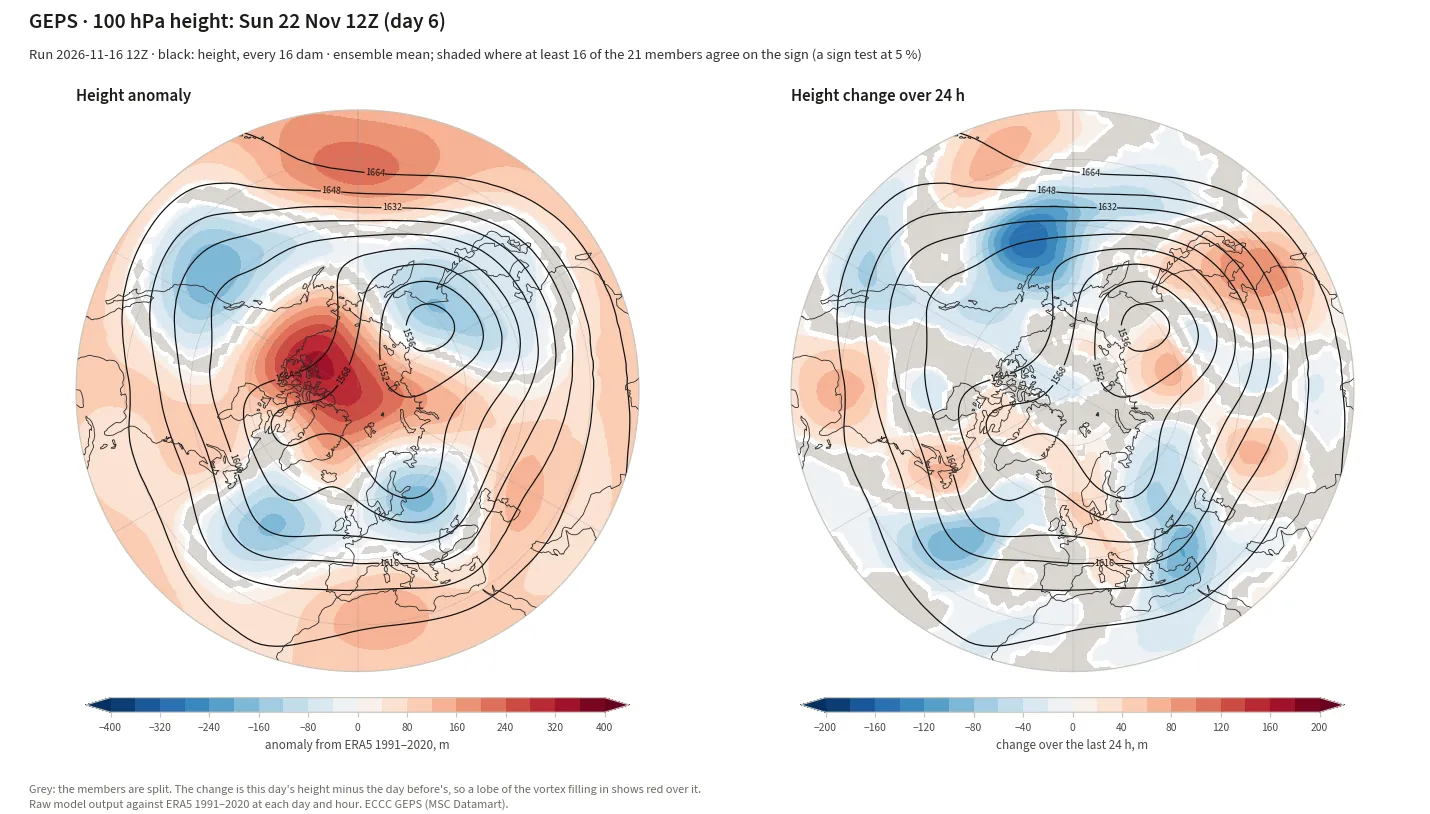 GEPS · 100 hPa height: Sun 22 Nov 12Z (day 6)
Run 2026-11-16 12Z · black: height, every 16 dam · ensemble mean; shaded where at least 16 of the 21 members agree on the sign (a sign test at 5 %)
Height anomaly
Height change over 24 h
1664
1648
1632
1536
1552
1568
1616
1664
1648
1632
1536
1552
1568
1616
−400 −320 −240 −160 −80 0 80 160 240 320 400
anomaly from ERA5 1991–2020, m
−200 −160 −120 −80 −40 0 40 80 120 160 200
change over the last 24 h, m
Grey: the members are split. The change is this day's height minus the day before's, so a lobe of the vortex filling in shows red over it.
Raw model output against ERA5 1991–2020 at each day and hour. ECCC GEPS (MSC Datamart).